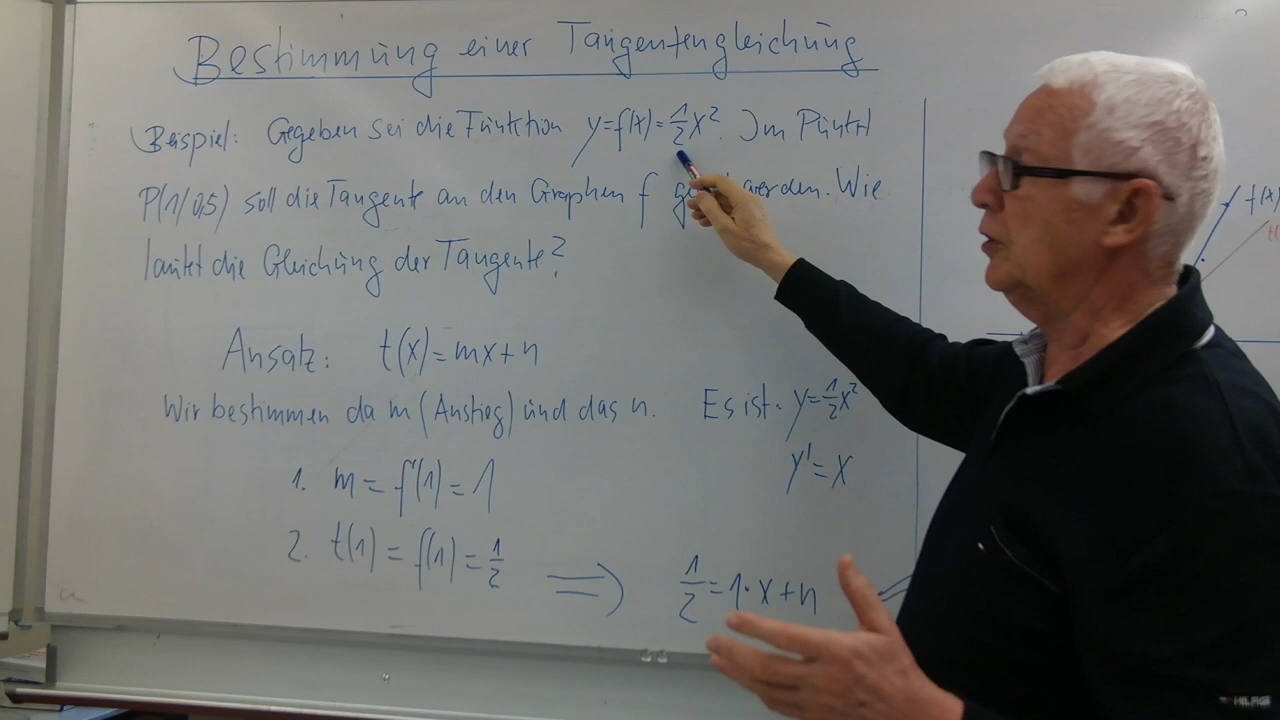 Bestimmung einer Tangentengleichung
Beispiel: Gegeben sei die Funktion y=f(x)=1/2x². Im Punkt
P(1/0,5) soll die Tangente an den Graphen f werden. Wie
lautet die Gleichung der Tangente?
Ansatz: t(x)=mx+n
Wir bestimmen da m (Anstieg) und das n. Es ist. y=1/2x²
y'=x
1. m=f'(1)=1
2. t(1)=f(1)=1/2 ⟹ 1/2=1·x+n
f(x)